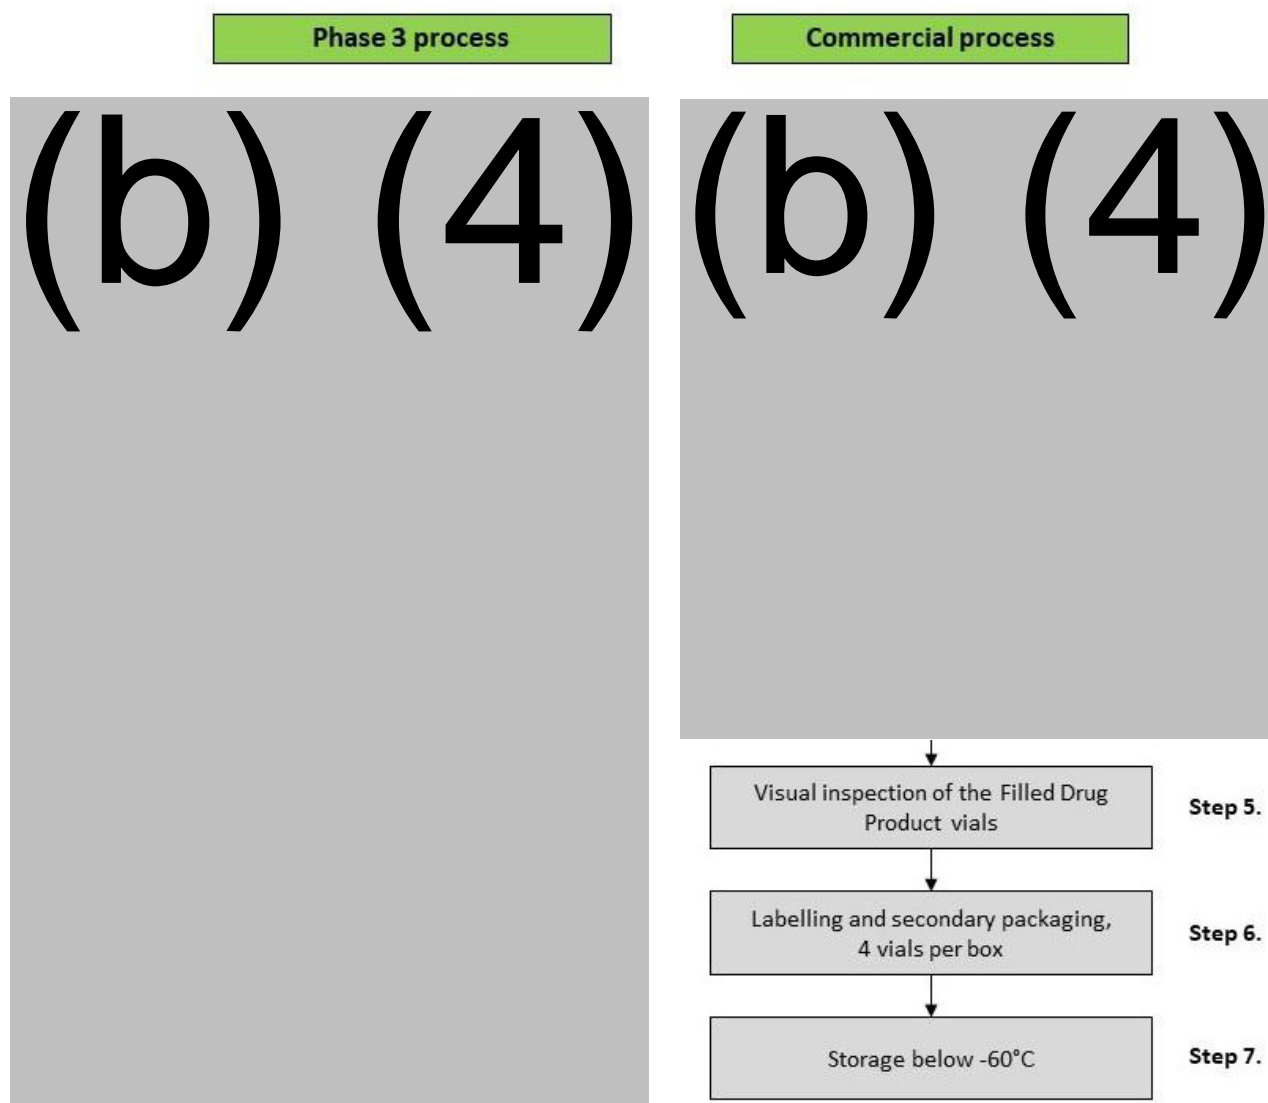 Phase 3 process
Commercial process
(b) (4)
(b) (4)
Visual inspection of the Filled Drug
Product vials
Step 5.
Labelling and secondary packaging,
4 vials per box
Step 6.
Storage below -60°C
Step 7.